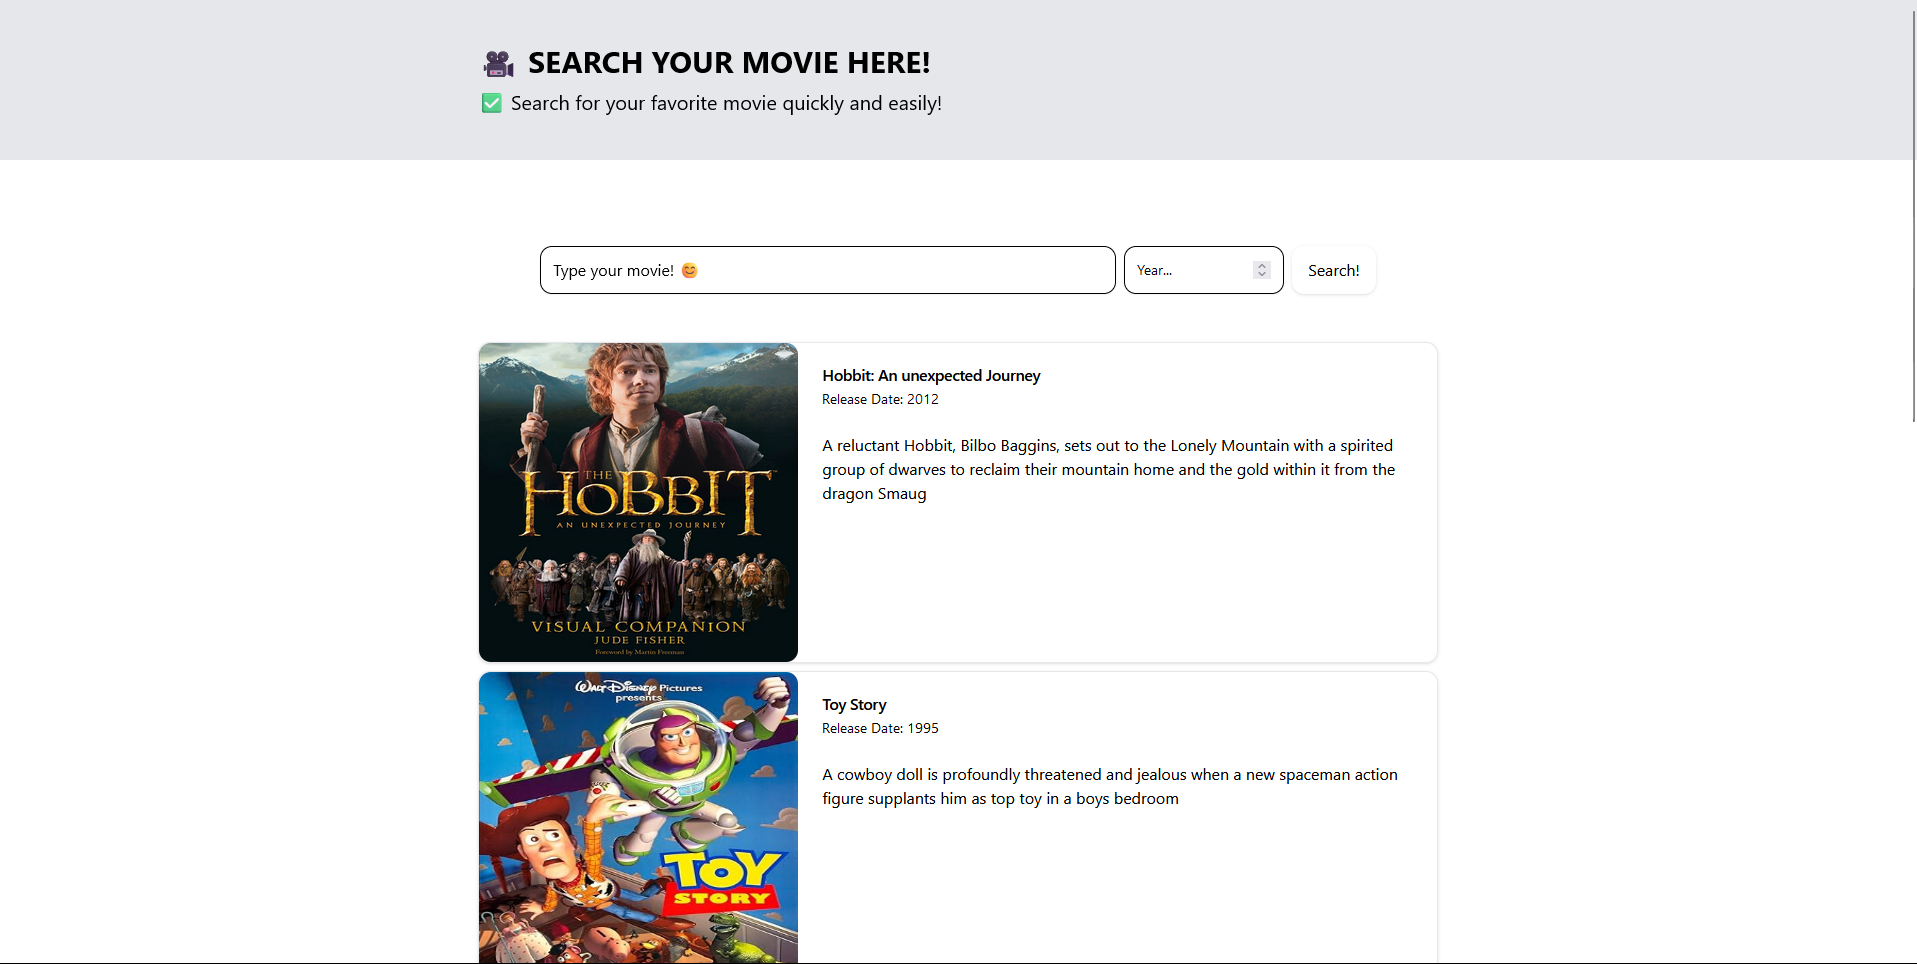 🎥 SEARCH YOUR MOVIE HERE!
✅ Search for your favorite movie quickly and easily!
Type your movie! 😊
Year...
Search!
THE
HOBBIT
™
AN UNEXPECTED JOURNEY
VISUAL COMPANION
JUDE FISHER
Foreword by Martin Freeman
Hobbit: An unexpected Journey
Release Date: 2012
A reluctant Hobbit, Bilbo Baggins, sets out to the Lonely Mountain with a spirited
group of dwarves to reclaim their mountain home and the gold within it from the
dragon Smaug
WALT DISNEY Pictures
presents
TOY
STORY
Toy Story
Release Date: 1995
A cowboy doll is profoundly threatened and jealous when a new spaceman action
figure supplants him as top toy in a boys bedroom